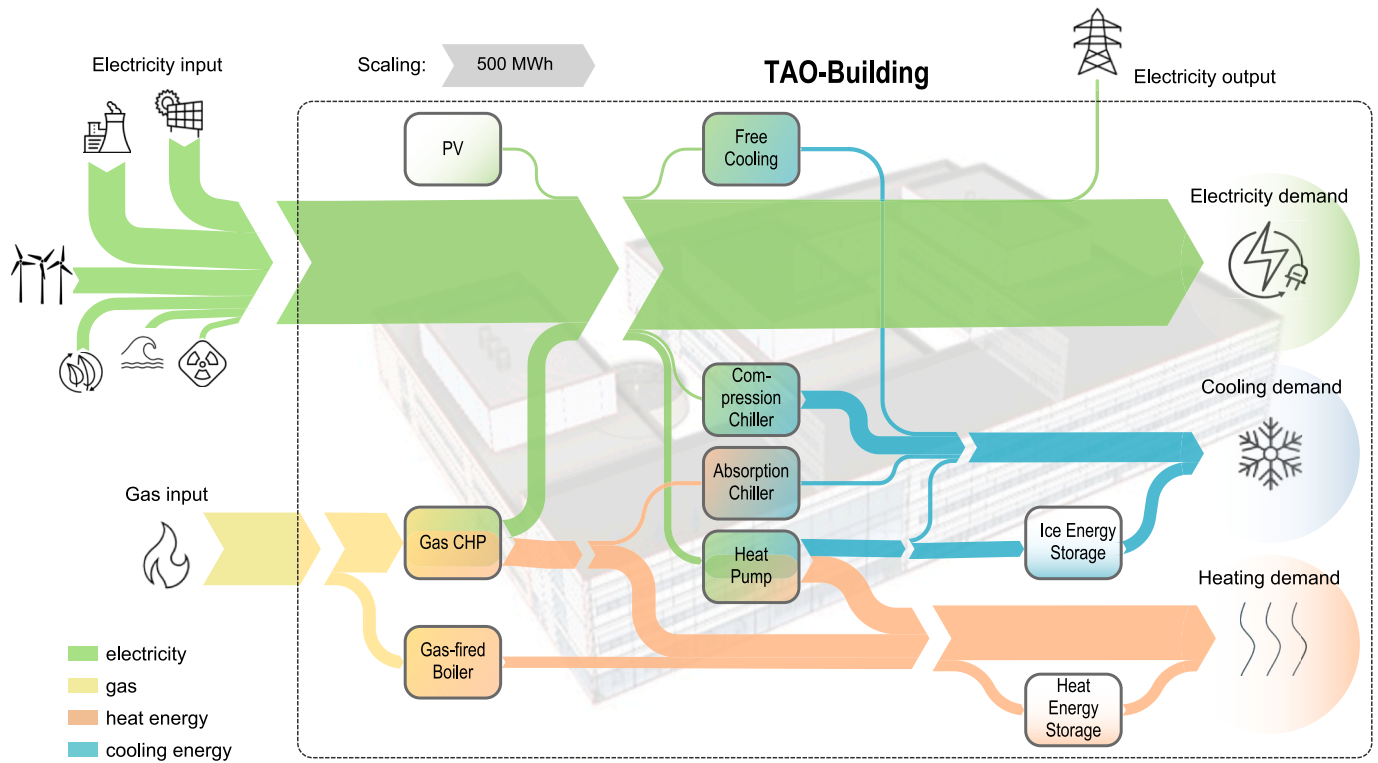 Electricity input
Scaling:
500 MWh
TAO-Building
Electricity output
PV
Free
Cooling
Electricity demand
Com-
pression
Chiller
Cooling demand
Absorption
Chiller
Gas input
Gas CHP
Heat
Pump
Ice Energy
Storage
Heating demand
Gas-fired
Boiler
Heat
Energy
Storage
electricity
gas
heat energy
cooling energy